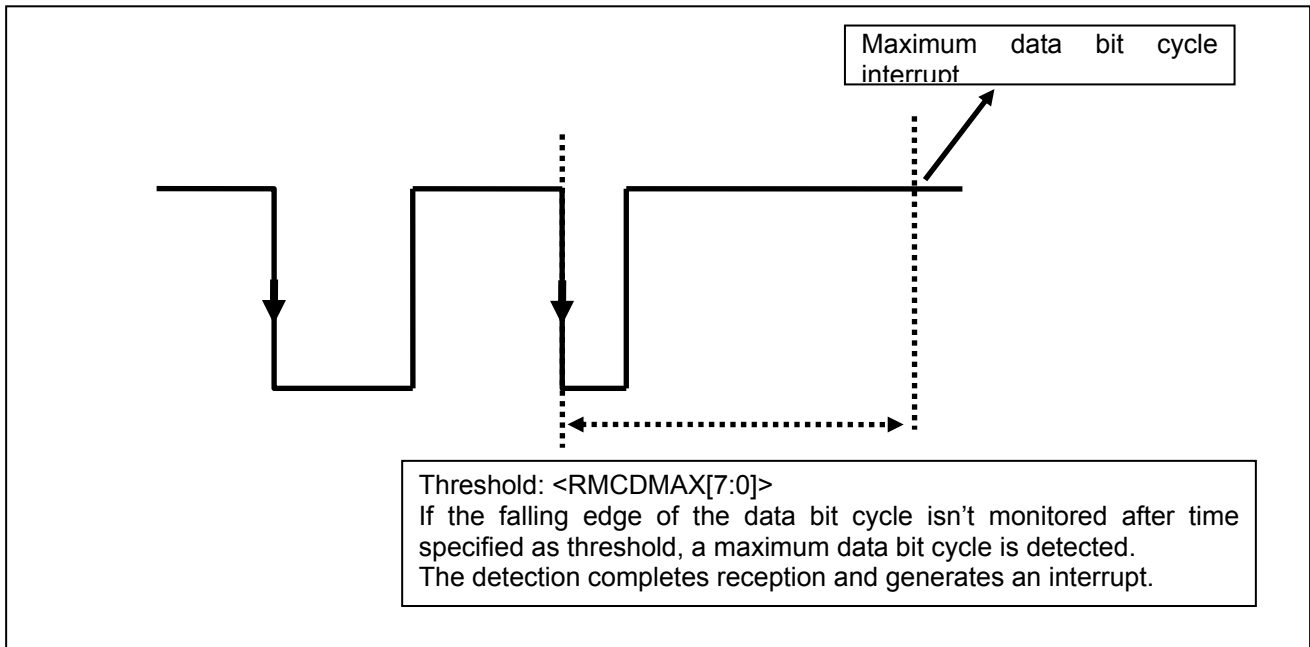 Maximum data bit cycle
interrupt
Threshold: <RMCDMAX[7:0]>
If the falling edge of the data bit cycle isn't monitored after time
specified as threshold, a maximum data bit cycle is detected.
The detection completes reception and generates an interrupt.